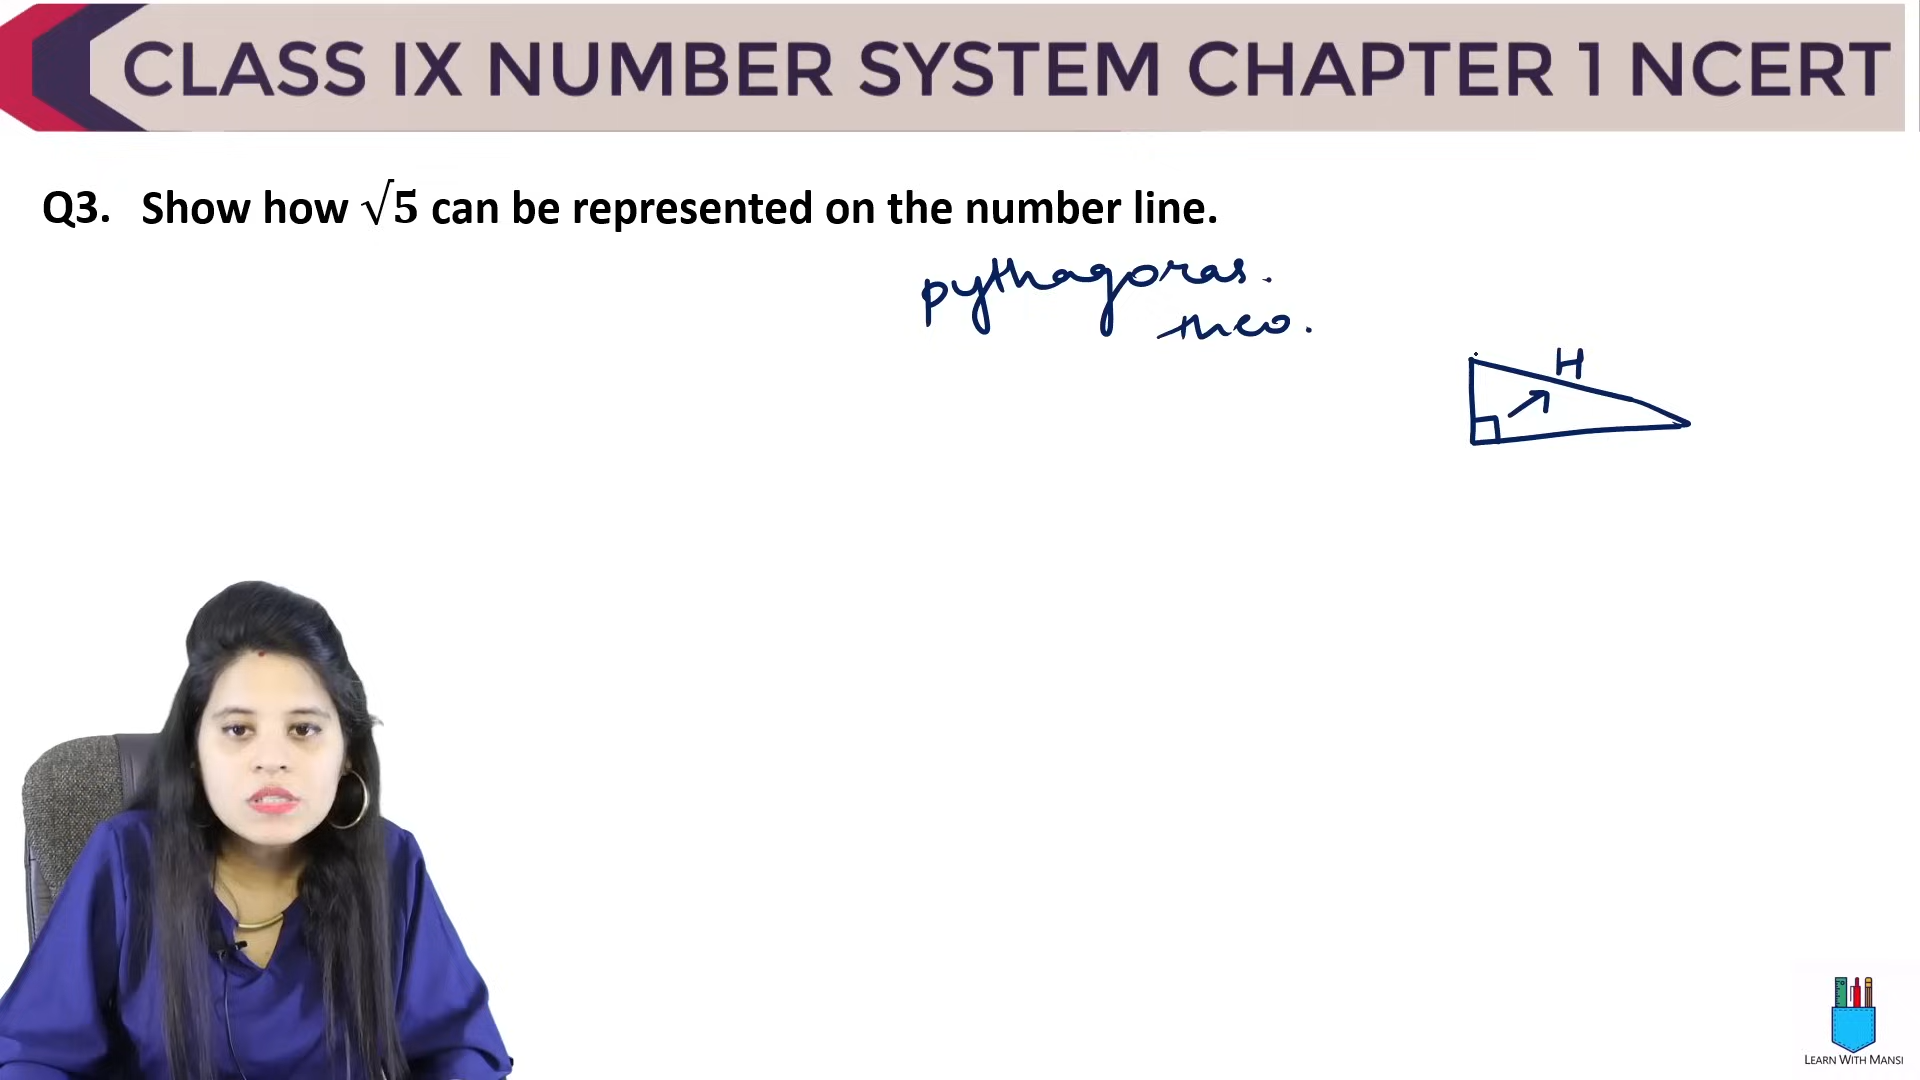 CLASS IX NUMBER SYSTEM CHAPTER 1 NCERT
Q3. Show how √5 can be represented on the number line.
pythagoras.
theo.
H
LEARN WITH MANSI